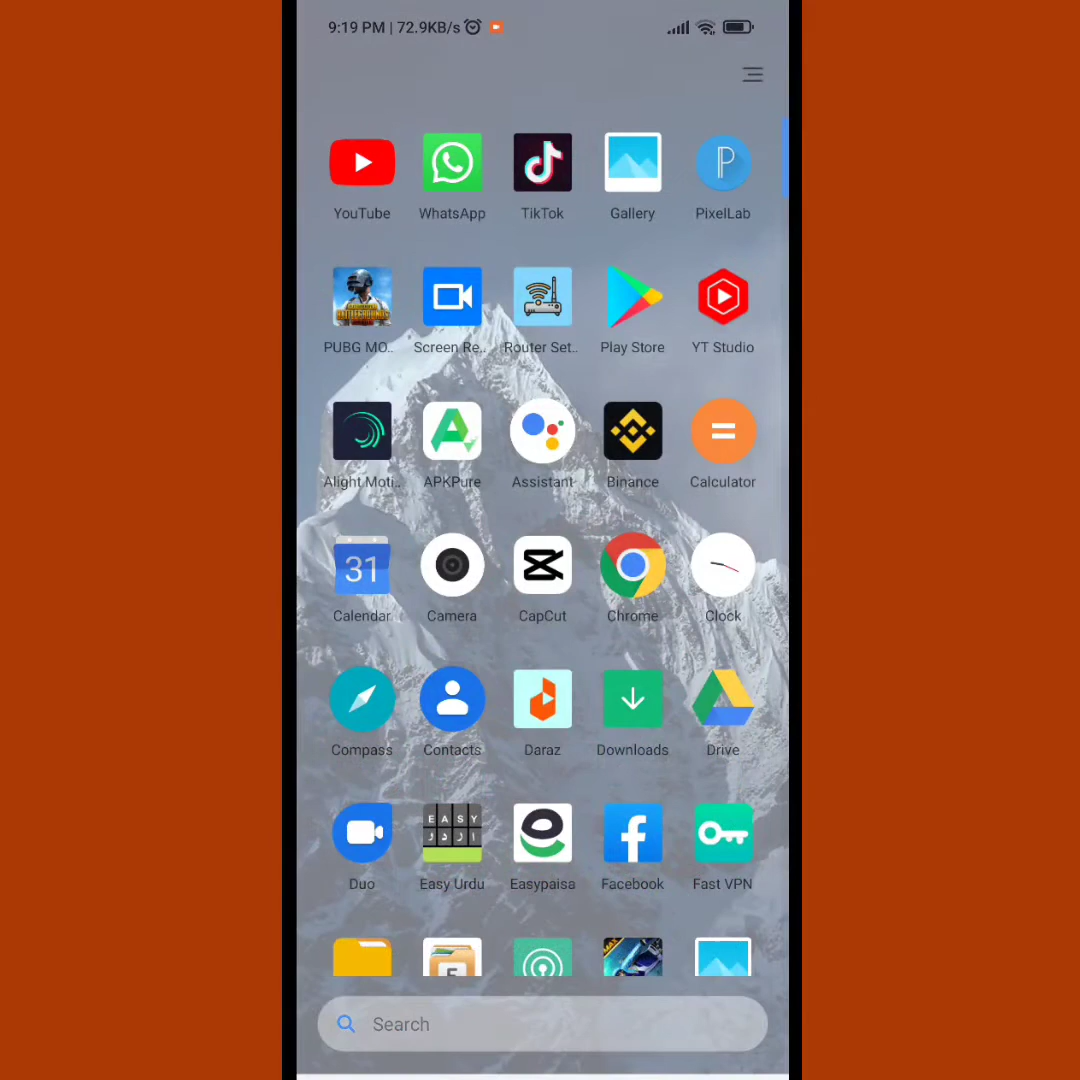 9:19 PM | 72.9KB/s
YouTube WhatsApp TikTok Gallery PixelLab
PUBG MO.. Screen Re.. Router Set.. Play Store YT Studio
Alight Moti.. APKPure Assistant Binance Calculator
31
Calendar Camera CapCut Chrome Clock
Compass Contacts Daraz Downloads Drive
EASY
اردو
Duo Easy Urdu Easypaisa Facebook Fast VPN
Search